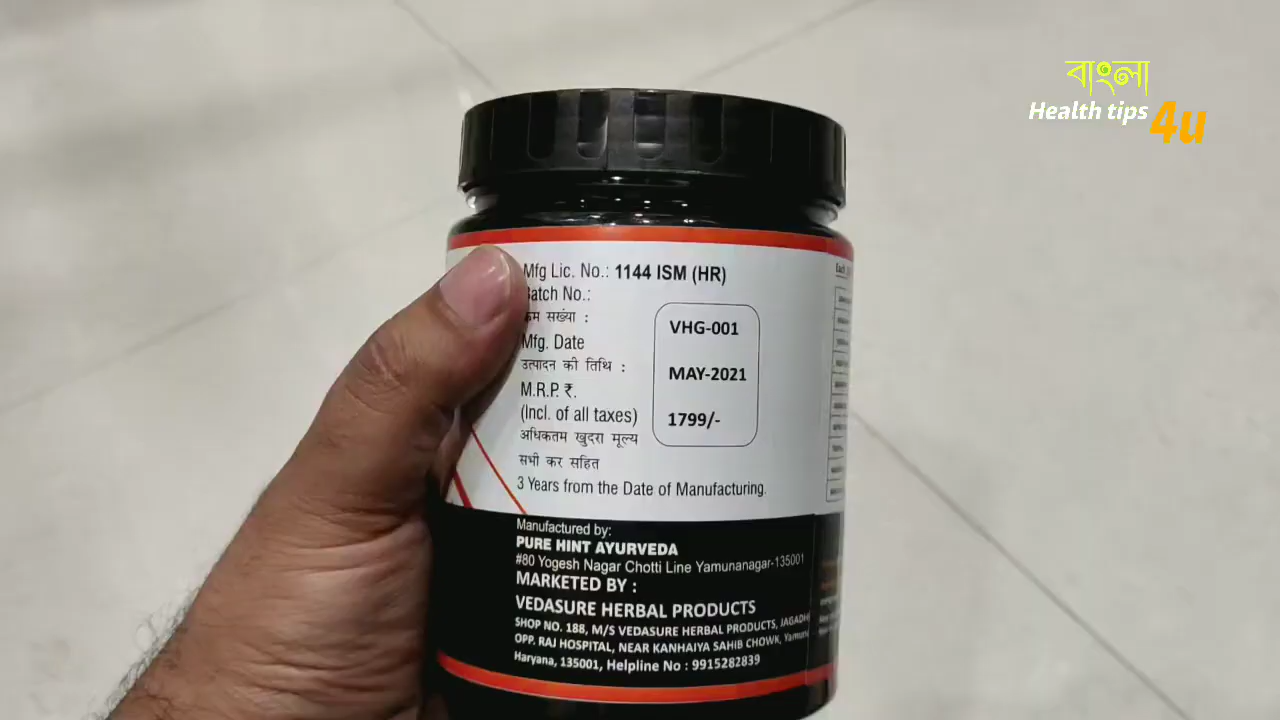 বাংলা
Health tips 4u
Mfg Lic. No.: 1144 ISM (HR)
Batch No.:
क्रम सख्ंया :
VHG-001
Mfg. Date
उत्पादन की तिथि :
MAY-2021
M.R.P. ₹.
(Incl. of all taxes)
1799/-
अधिकतम खुदरा मूल्य
सभी कर सहित
3 Years from the Date of Manufacturing.
Manufactured by:
PURE HINT AYURVEDA
#80 Yogesh Nagar Chotti Line Yamunanagar-135001
MARKETED BY :
VEDASURE HERBAL PRODUCTS
SHOP NO. 188, M/S VEDASURE HERBAL PRODUCTS,
OPP. RAJ HOSPITAL, NEAR KANHAIYA SAHIB CHOWK,
Haryana, 135001, Helpline No : 9915282839